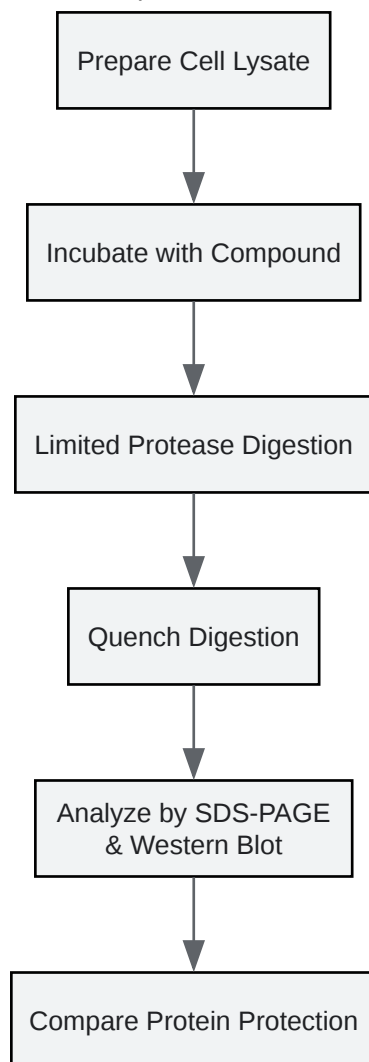 Prepare Cell Lysate
Incubate with Compound
Limited Protease Digestion
Quench Digestion
Analyze by SDS-PAGE
& Western Blot
Compare Protein Protection